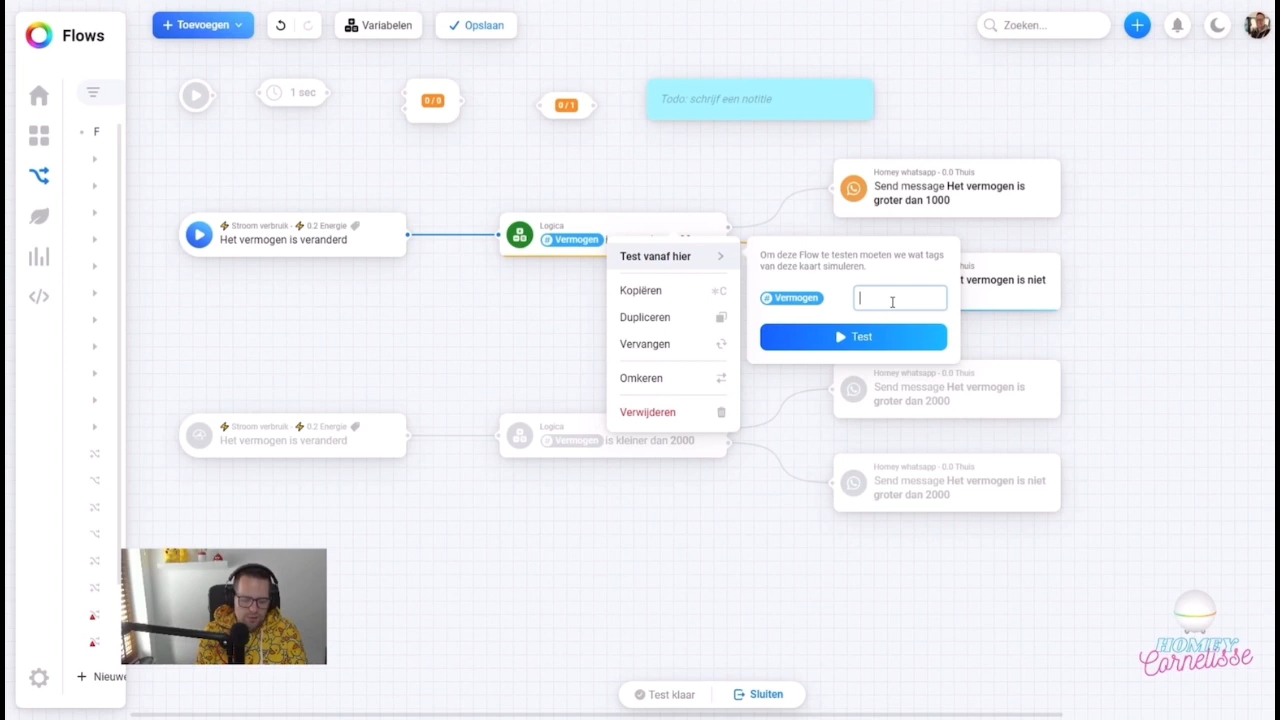 Flows
Toevoegen
Variabelen
Opslaan
Zoeken...
1 sec
0 / 0
0 / 1
Todo: schrijf een notitie
F
Stroom verbruik - 0.2 Energie
Het vermogen is veranderd
Logica
Vermogen
Homey whatsapp - 0.0 Thuis
Send message Het vermogen is
groter dan 1000
huis
t vermogen is niet
Test vanaf hier
Kopiëren
Dupliceren
Vervangen
Omkeren
Verwijderen
Om deze Flow te testen moeten we wat tags
van deze kaart simuleren.
Vermogen
Test
Homey whatsapp - 0.0 Thuis
Send message Het vermogen is
groter dan 2000
Stroom verbruik - 0.2 Energie
Het vermogen is veranderd
Logica
Vermogen is kleiner dan 2000
Homey whatsapp - 0.0 Thuis
Send message Het vermogen is niet
groter dan 2000
Nieuwe
Test klaar
Sluiten
HOMEY
Cornelisse